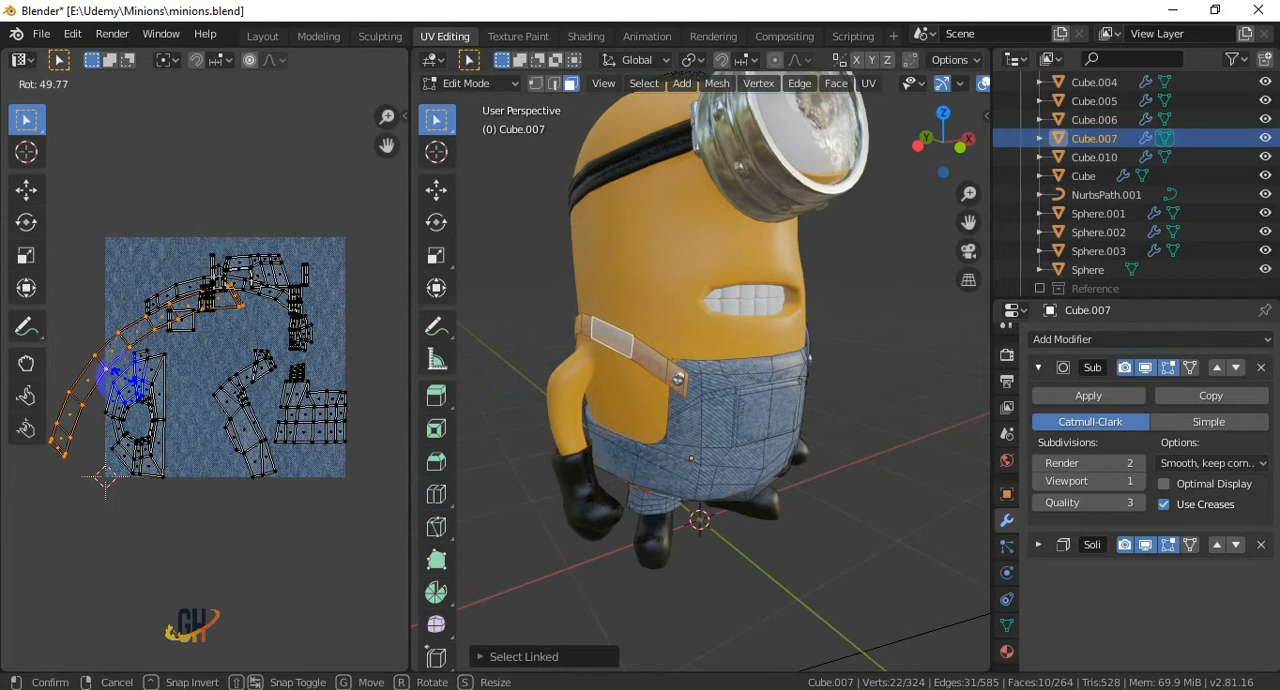 Blender* [E:\Udemy\Minions\minions.blend]
File Edit Render Window Help Layout Modeling Sculpting UV Editing Texture Paint Shading Animation Rendering Compositing Scripting Scene View Layer
Global X Y Z Options
Rot: 49.77
Edit Mode View Select Add Mesh Vertex Edge Face UV
User Perspective
(0) Cube.007
Z
Y X
Cube.004
Cube.005
Cube.006
Cube.007
Cube.010
Cube
NurbsPath.001
Sphere.001
Sphere.002
Sphere.003
Sphere
Reference
Cube.007
Add Modifier
Sub
Apply Copy
Catmull-Clark Simple
Subdivisions: Options:
Render 2 Smooth, keep corn..
Viewport 1 Optimal Display
Quality 3 Use Creases
Soli
GH
Select Linked
Confirm Cancel Snap Invert Snap Toggle G Move R Rotate S Resize Cube.007 | Verts:22/324 | Edges:31/585 | Faces:10/264 | Tris:528 | Mem: 69.9 MiB | v2.81.16